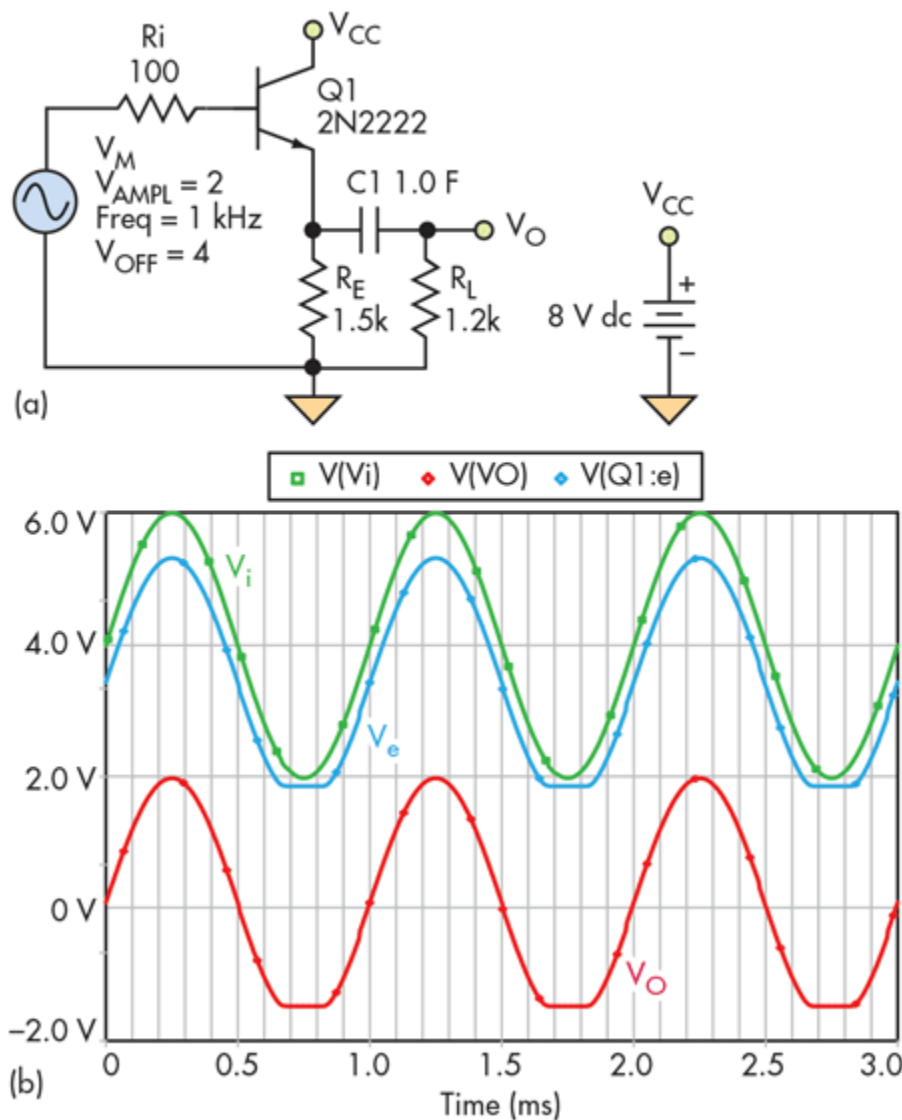 V_CC
Ri
100
Q1
2N2222
V_M
V_AMPL = 2
Freq = 1 kHz
V_OFF = 4
C1 1.0 F
V_O
R_E
1.5k
R_L
1.2k
V_CC
+
8 V dc
−
(a)
V(Vi) V(VO) V(Q1:e)
6.0 V
V_i
4.0 V
V_e
2.0 V
0 V
V_O
−2.0 V
0 0.5 1.0 1.5 2.0 2.5 3.0
(b)
Time (ms)